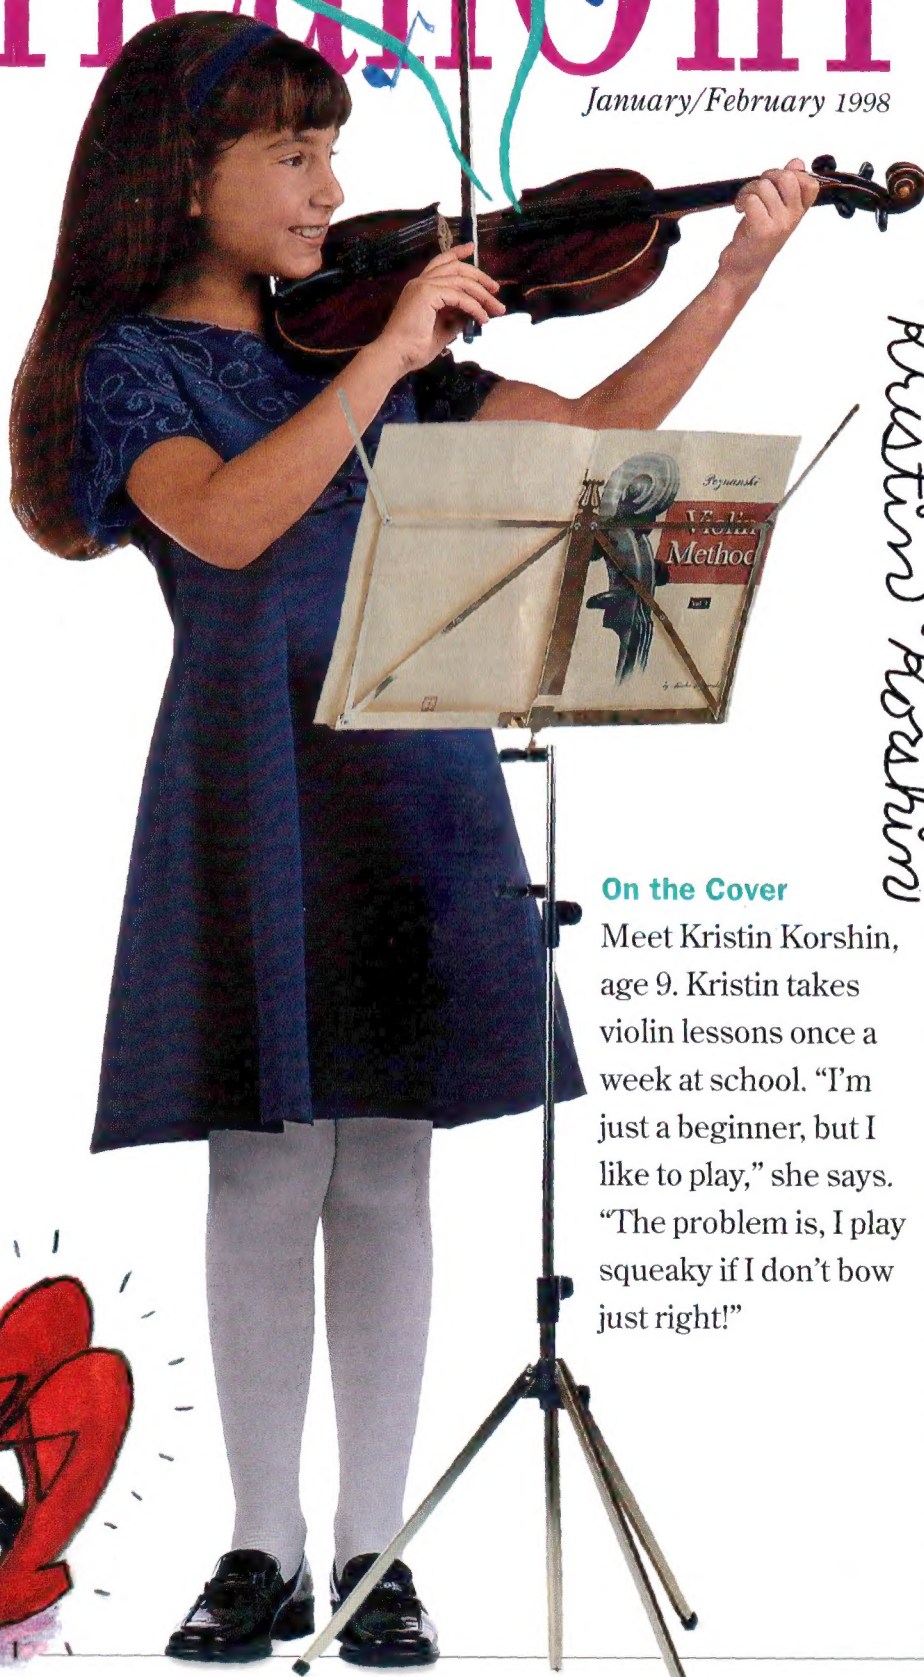 January/February 1998
Kristin Korshin
Poznanski
Violin
Method
On the Cover
Meet Kristin Korshin,
age 9. Kristin takes
violin lessons once a
week at school. “I’m
just a beginner, but I
like to play,” she says.
“The problem is, I play
squeaky if I don’t bow
just right!”